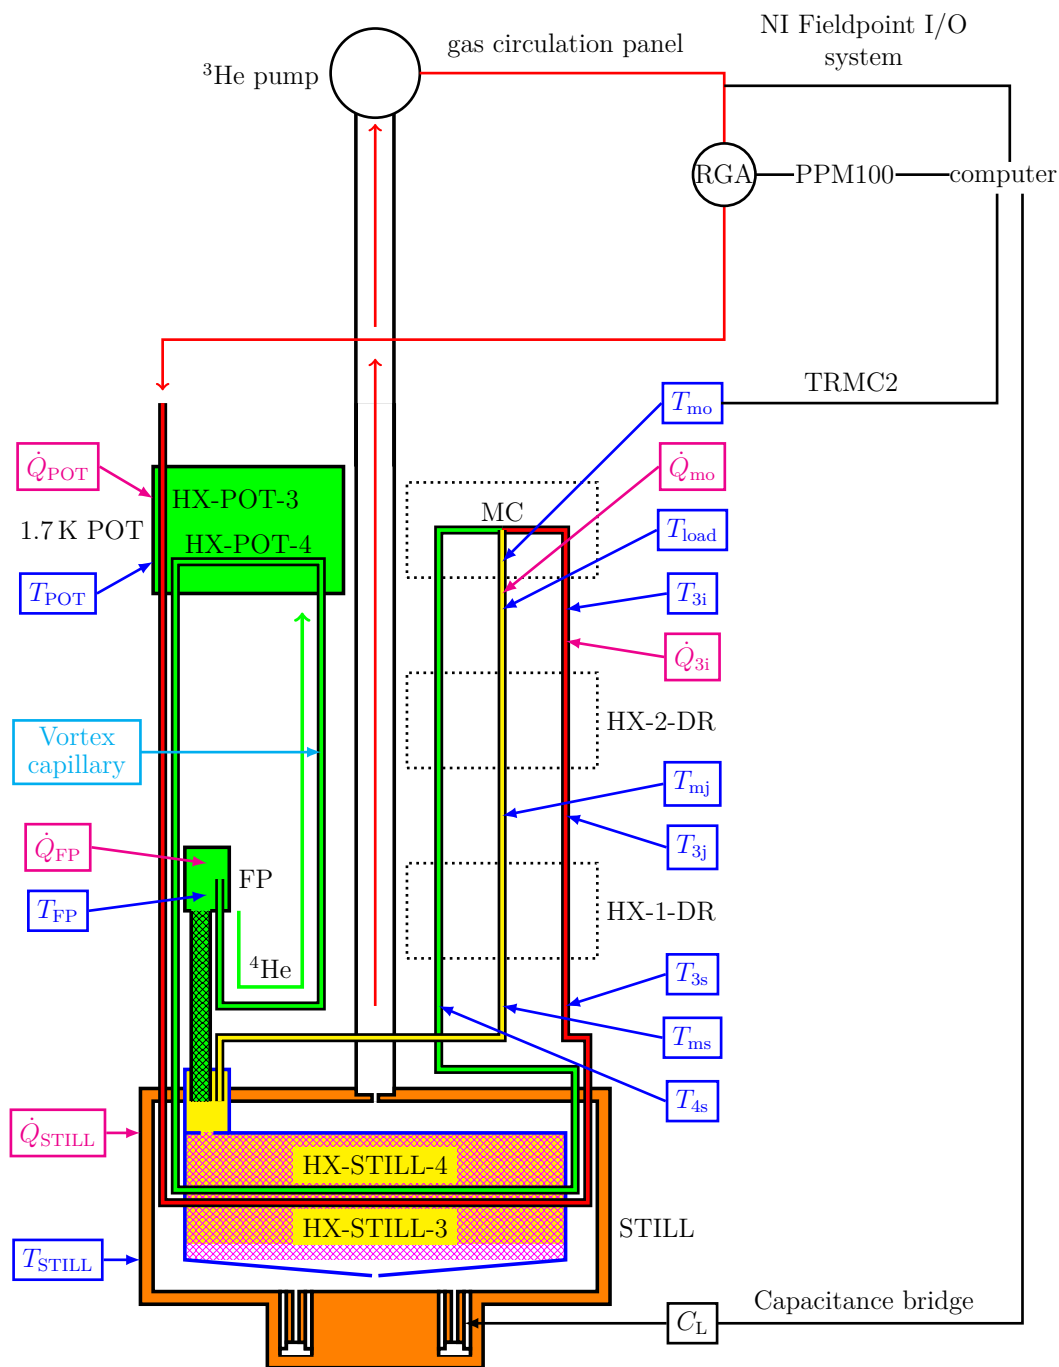 NI Fieldpoint I/O
system
gas circulation panel
³He pump
RGA
PPM100
computer
TRMC2
T_mo
Q̇_POT
Q̇_mo
HX-POT-3
MC
1.7 K POT
T_load
HX-POT-4
T_POT
T_3i
Q̇_3i
HX-2-DR
Vortex
capillary
T_mj
Q̇_FP
T_3j
FP
T_FP
HX-1-DR
⁴He
T_3s
T_ms
T_4s
Q̇_STILL
HX-STILL-4
HX-STILL-3
STILL
T_STILL
Capacitance bridge
C_L